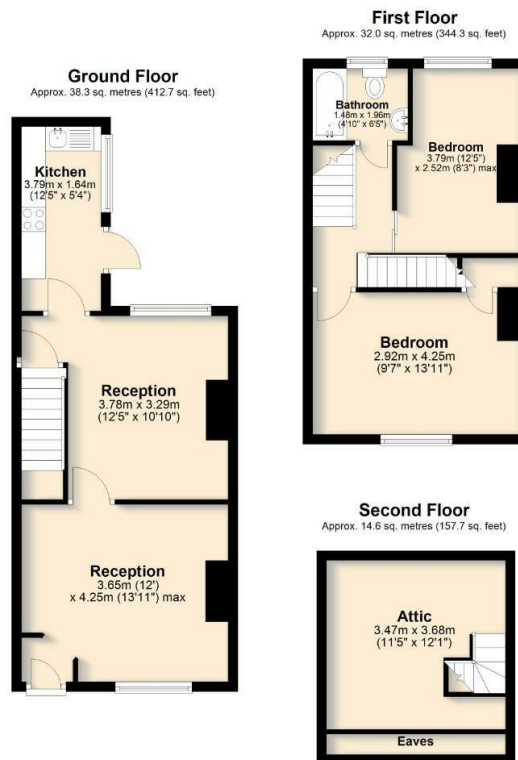 Ground Floor
Approx. 38.3 sq. metres (412.7 sq. feet)
Kitchen
3.79m x 1.64m
(12'5" x 5'4")
Reception
3.78m x 3.29m
(12'5" x 10'10")
Reception
3.65m (12')
x 4.25m (13'11") max
First Floor
Approx. 32.0 sq. metres (344.3 sq. feet)
Bathroom
1.48m x 1.96m
(4'10" x 6'5")
Bedroom
3.79m (12'5")
x 2.52m (8'3") max
Bedroom
2.92m x 4.25m
(9'7" x 13'11")
Second Floor
Approx. 14.6 sq. metres (157.7 sq. feet)
Attic
3.47m x 3.68m
(11'5" x 12'1")
Eaves